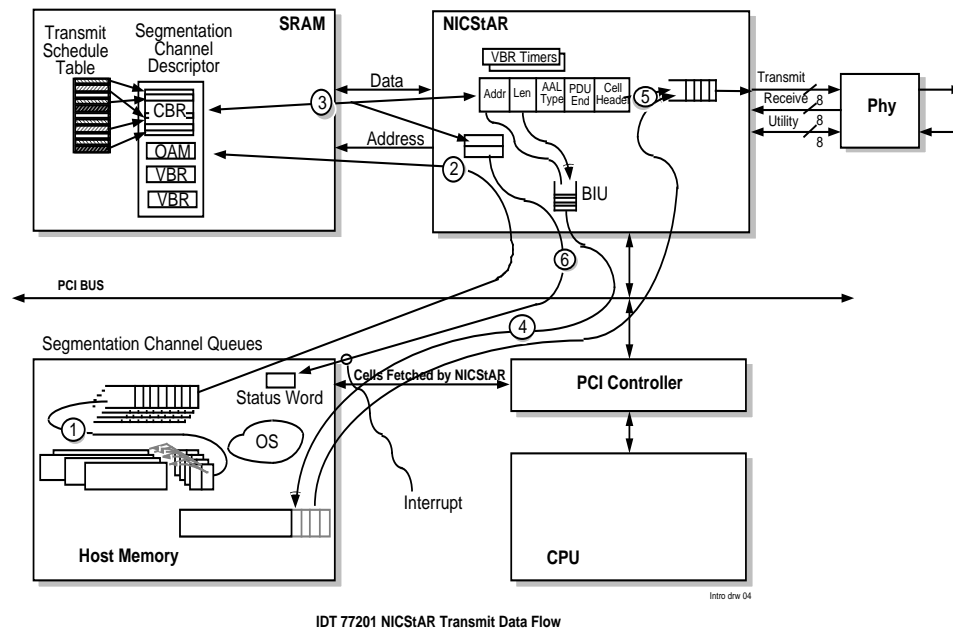 SRAM
Transmit
Schedule
Table
Segmentation
Channel
Descriptor
CBR
OAM
VBR
VBR
3
2
Data
Address
NICStAR
VBR Timers
Addr
Len
AAL
Type
PDU
End
Cell
Header
5
BIU
6
Transmit
8
Receive
8
Utility
8
Phy
PCI BUS
4
Segmentation Channel Queues
1
Status Word
OS
Host Memory
Cells Fetched by NICStAR
Interrupt
PCI Controller
CPU
Intro drw 04
IDT 77201 NICStAR Transmit Data Flow